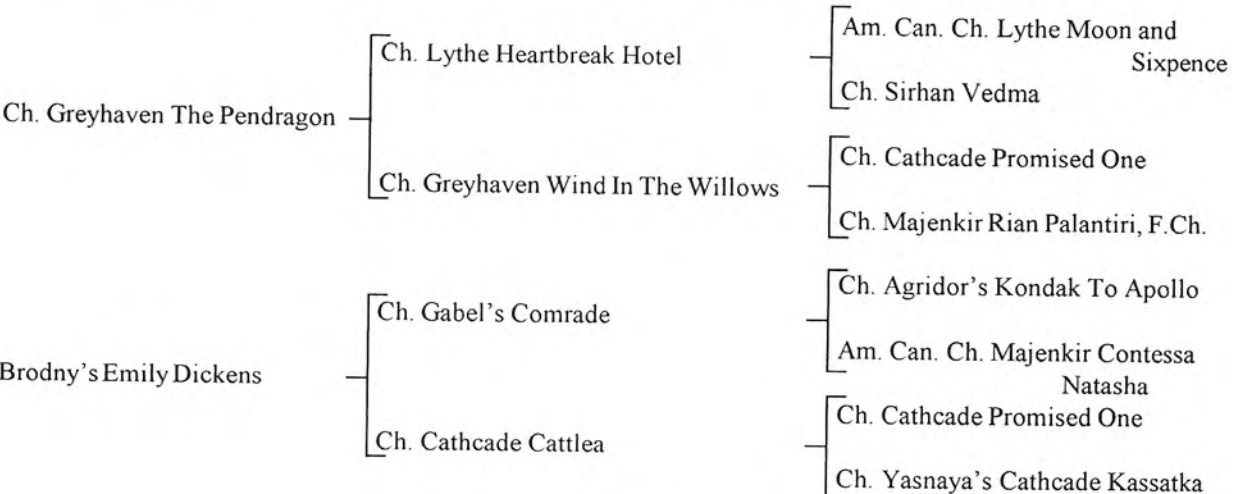 Ch. Greyhaven The Pendragon
Ch. Lythe Heartbreak Hotel
Am. Can. Ch. Lythe Moon and
Sixpence
Ch. Sirhan Vedma
Ch. Greyhaven Wind In The Willows
Ch. Cathcade Promised One
Ch. Majenkir Rian Palantiri, F.Ch.
Brodny's Emily Dickens
Ch. Gabel's Comrade
Ch. Agridor's Kondak To Apollo
Am. Can. Ch. Majenkir Contessa
Natasha
Ch. Cathcade Cattlea
Ch. Cathcade Promised One
Ch. Yasnaya's Cathcade Kassatka